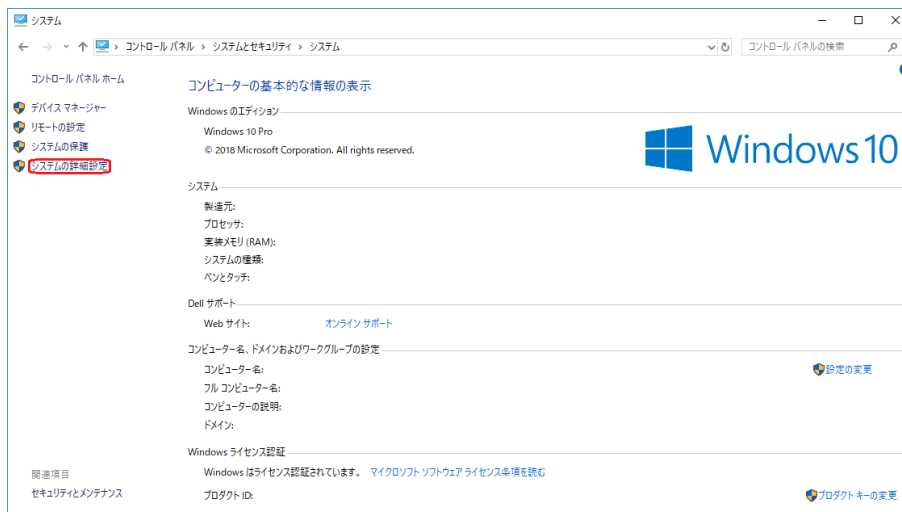 システム
コントロール パネル › システムとセキュリティ › システム
コントロール パネルの検索
コントロール パネル ホーム
デバイス マネージャー
リモートの設定
システムの保護
システムの詳細設定
コンピューターの基本的な情報の表示
Windows のエディション
Windows 10 Pro
© 2018 Microsoft Corporation. All rights reserved.
Windows 10
システム
製造元:
プロセッサ:
実装メモリ (RAM):
システムの種類:
ペンとタッチ:
Dell サポート
Web サイト: オンライン サポート
コンピューター名、ドメインおよびワークグループの設定
コンピューター名: 設定の変更
フル コンピューター名:
コンピューターの説明:
ドメイン:
Windows ライセンス認証
Windows はライセンス認証されています。 マイクロソフト ソフトウェア ライセンス条項を読む
プロダクト ID: プロダクト キーの変更
関連項目
セキュリティとメンテナンス